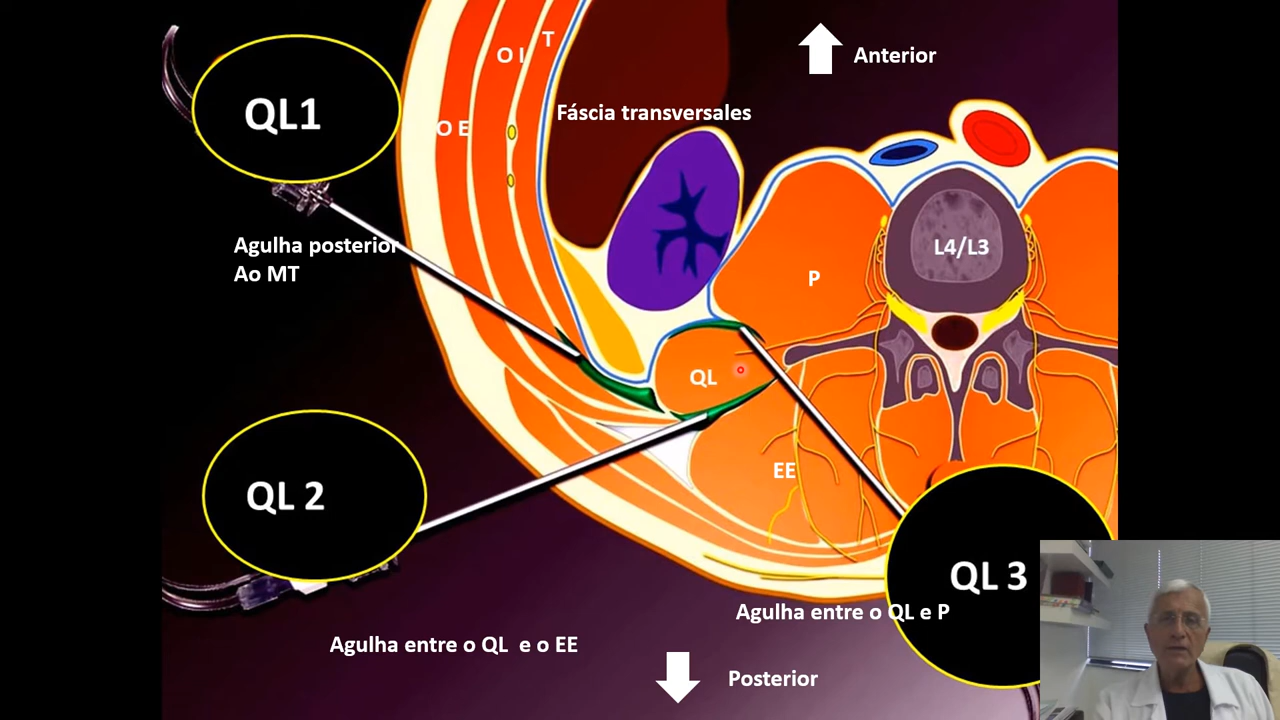 O I
T
Anterior
QL1
Fáscia transversales
O E
Agulha posterior
Ao MT
L4/L3
P
QL
EE
QL 2
QL 3
Agulha entre o QL e P
Agulha entre o QL e o EE
Posterior